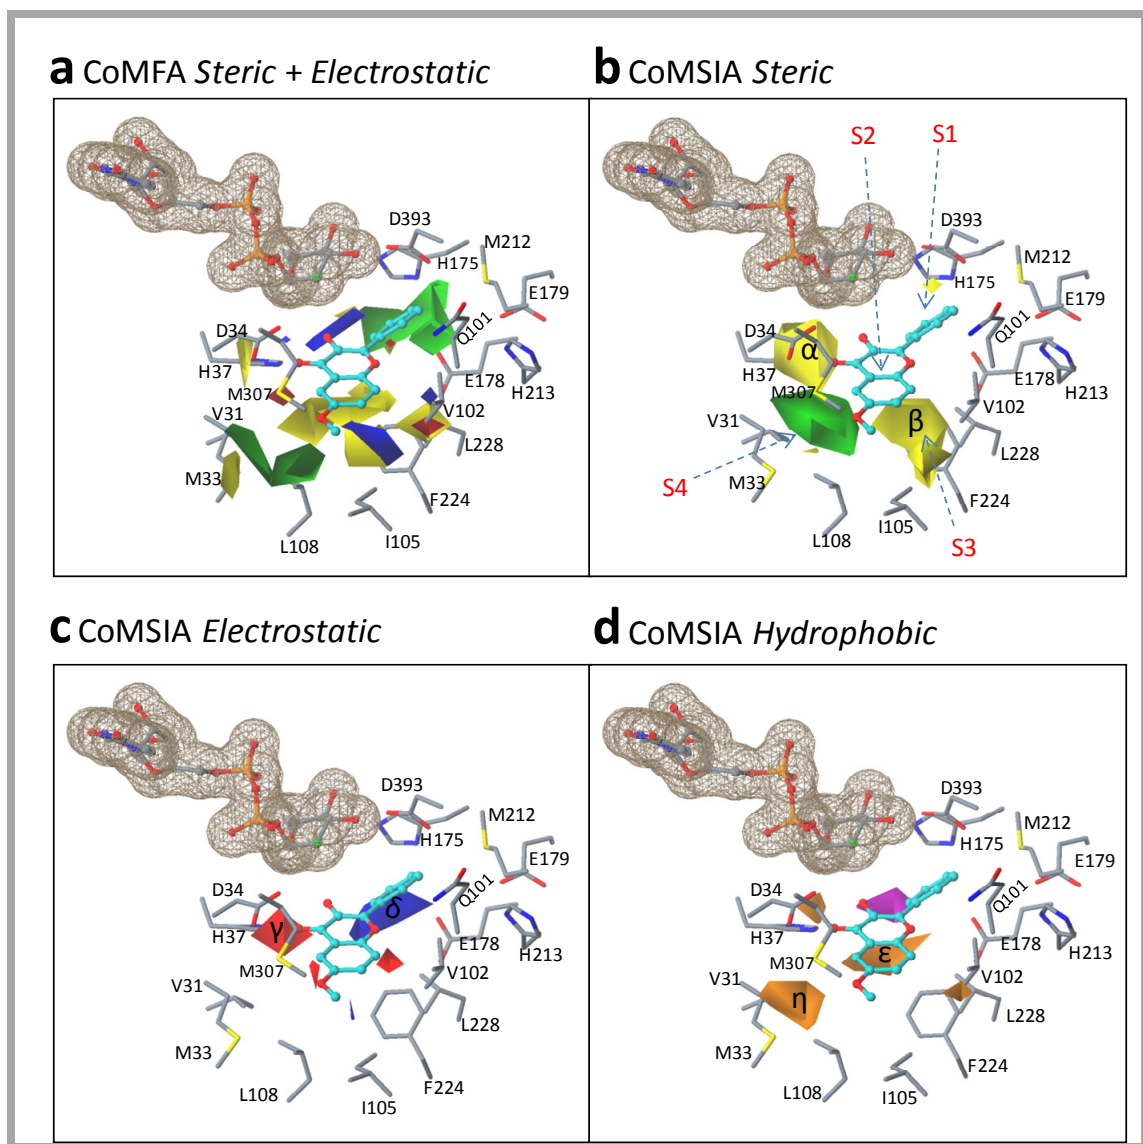 a CoMFA Steric + Electrostatic
D393
H175
M212
E179
Q101
D34
H37
M307
E178
H213
V31
V102
L228
M33
F224
L108
I105
b CoMSIA Steric
S2
S1
D393
H175
M212
E179
Q101
D34
α
H37
M307
E178
H213
V31
V102
β
L228
S4
M33
F224
L108
I105
S3
c CoMSIA Electrostatic
D393
H175
M212
E179
Q101
D34
δ
H37
γ
M307
E178
H213
V31
V102
L228
M33
F224
L108
I105
d CoMSIA Hydrophobic
D393
H175
M212
E179
Q101
D34
H37
M307
ε
E178
H213
V31
V102
η
L228
M33
F224
L108
I105